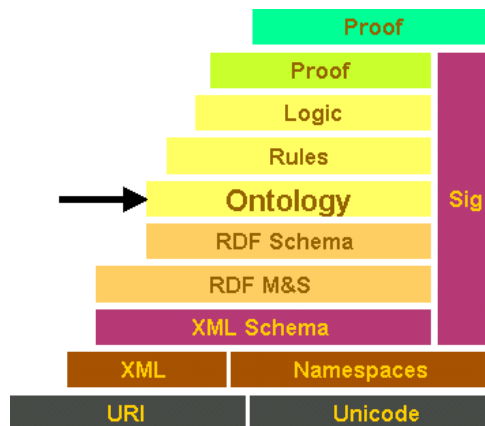 Proof
Proof
Logic
Rules
Ontology
Sig
RDF Schema
RDF M&S
XML Schema
XML Namespaces
URI Unicode